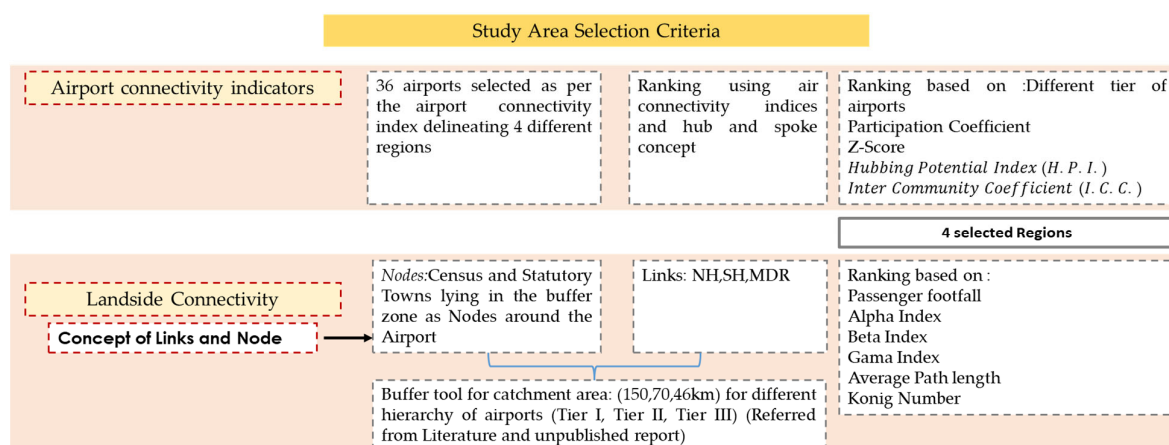 Study Area Selection Criteria
Airport connectivity indicators
36 airports selected as per
the airport connectivity
index delineating 4 different
regions
Ranking using air
connectivity indices
and hub and spoke
concept
Ranking based on :Different tier of
airports
Participation Coefficient
Z-Score
Hubbing Potential Index (H. P. I. )
Inter Community Coefficient (I. C. C. )
4 selected Regions
Landside Connectivity
Concept of Links and Node
Nodes:Census and Statutory
Towns lying in the buffer
zone as Nodes around the
Airport
Links: NH,SH,MDR
Buffer tool for catchment area: (150,70,46km) for different
hierarchy of airports (Tier I, Tier II, Tier III) (Referred
from Literature and unpublished report)
Ranking based on :
Passenger footfall
Alpha Index
Beta Index
Gama Index
Average Path length
Konig Number